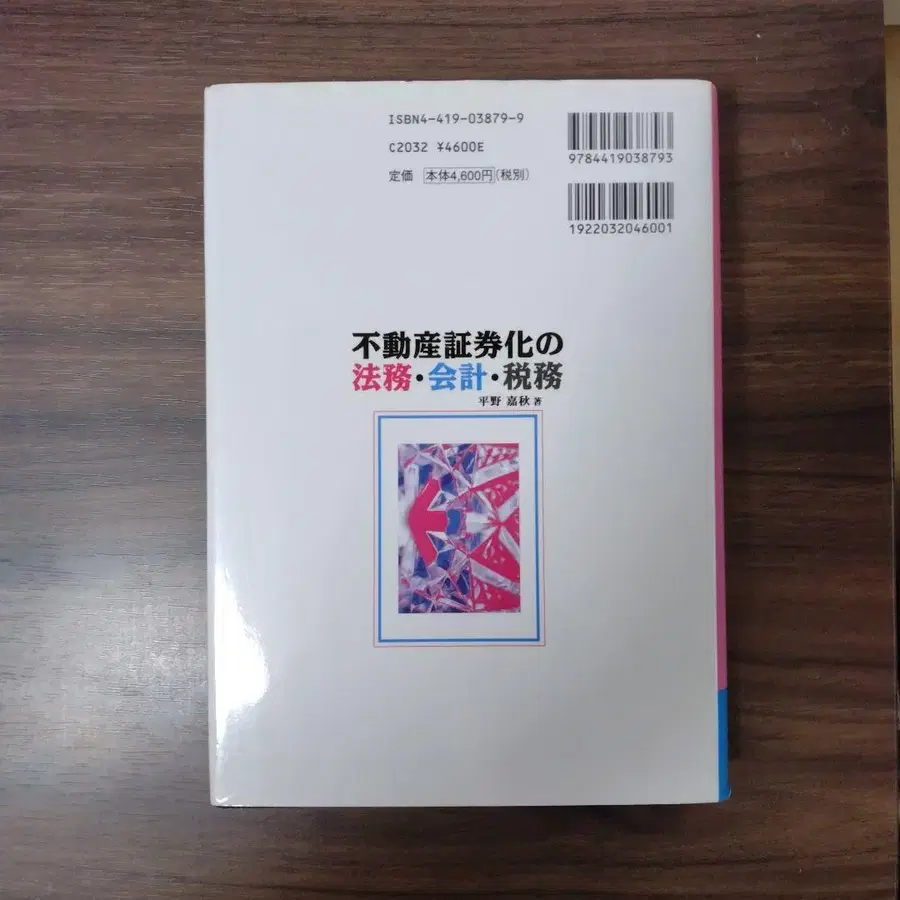 ISBN4-419-03879-9
C2032 ¥4600E
定価 本体4,600円(税別)
9784419038793
1922032046001
不動産証券化の
法務・会計・税務
平野 嘉秋 著